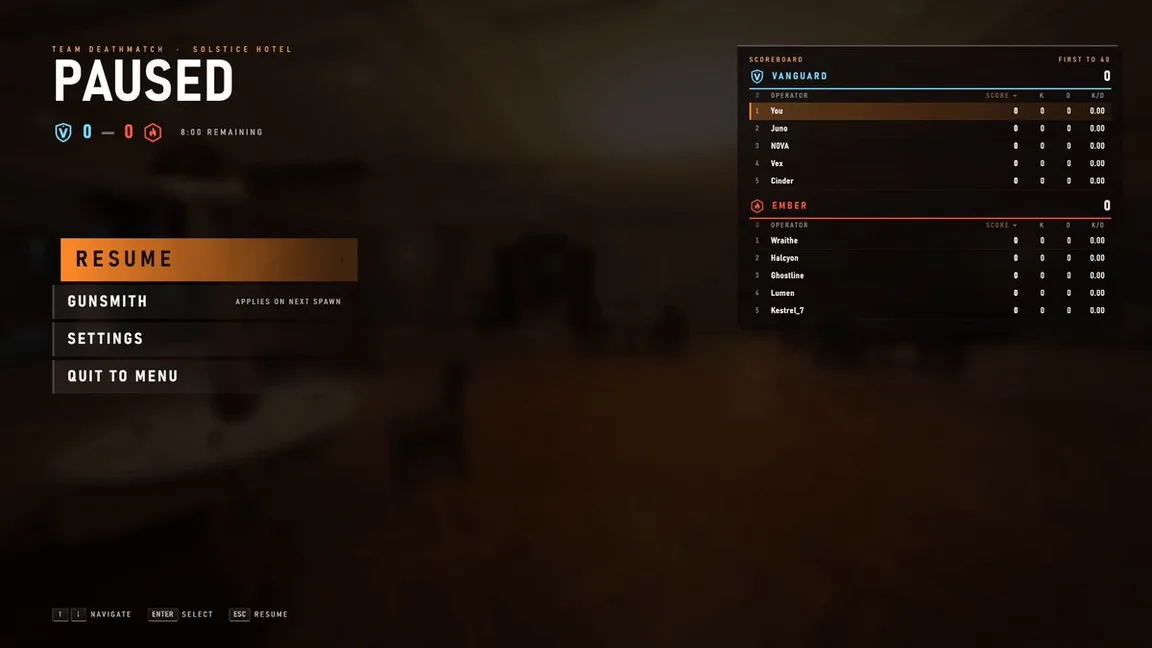 TEAM DEATHMATCH · SOLSTICE HOTEL
PAUSED
0 — 0 8:00 REMAINING
RESUME
GUNSMITH APPLIES ON NEXT SPAWN
SETTINGS
QUIT TO MENU
↑ ↓ NAVIGATE ENTER SELECT ESC RESUME
SCOREBOARD FIRST TO 40
V VANGUARD 0
# OPERATOR SCORE K D K/D
1 You 0 0 0 0.00
2 Juno 0 0 0 0.00
3 N0VA 0 0 0 0.00
4 Vex 0 0 0 0.00
5 Cinder 0 0 0 0.00
EMBER 0
# OPERATOR SCORE K D K/D
1 Wraithe 0 0 0 0.00
2 Halcyon 0 0 0 0.00
3 Ghostline 0 0 0 0.00
4 Lumen 0 0 0 0.00
5 Kestrel_7 0 0 0 0.00